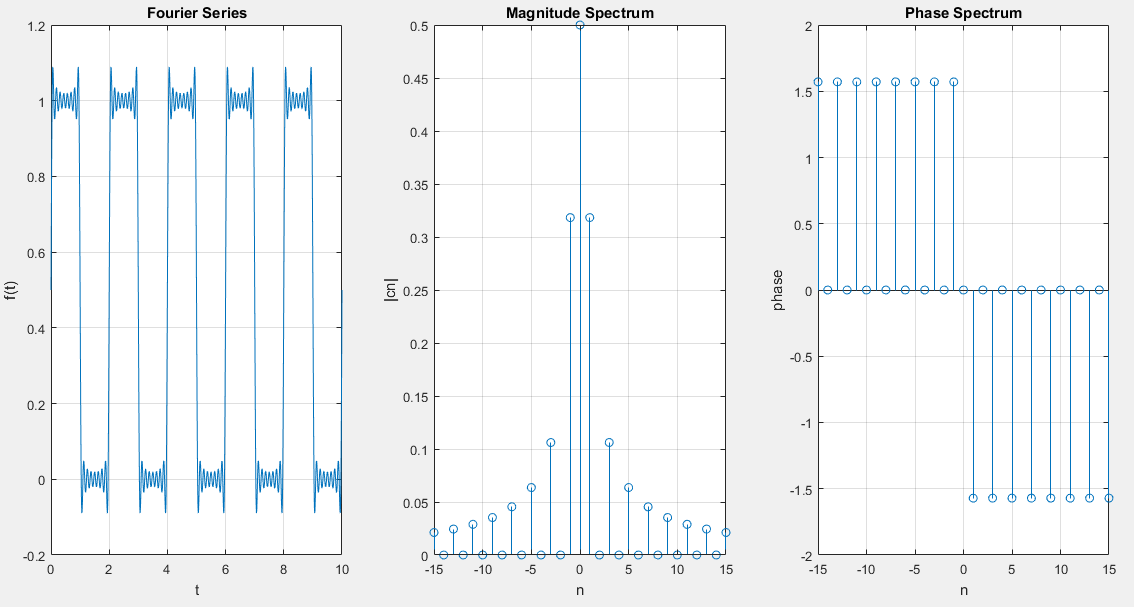 Fourier Series
1.2
1
0.8
0.6
0.4
0.2
0
-0.2
0 2 4 6 8 10
f(t)
t
Magnitude Spectrum
0.5
0.45
0.4
0.35
0.3
0.25
0.2
0.15
0.1
0.05
0
-15 -10 -5 0 5 10 15
|cn|
n
Phase Spectrum
2
1.5
1
0.5
0
-0.5
-1
-1.5
-2
-15 -10 -5 0 5 10 15
phase
n